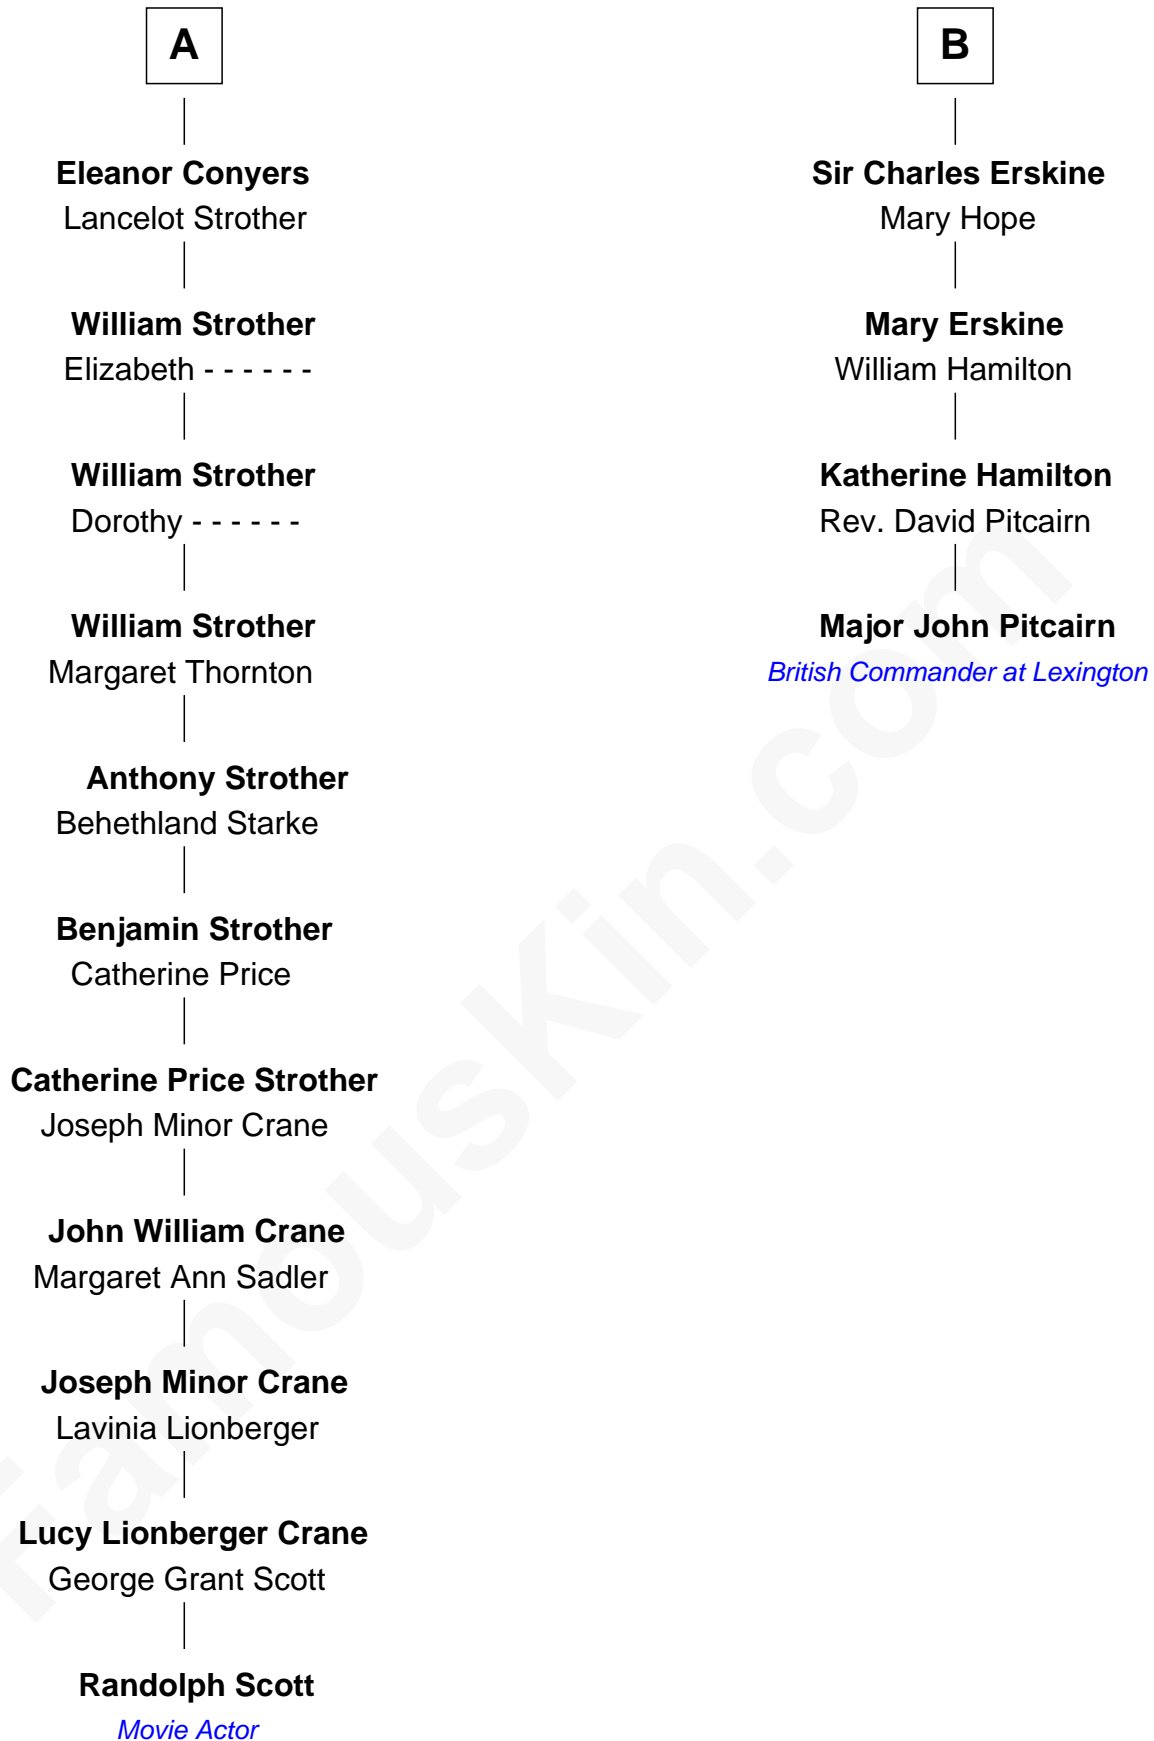 A
Eleanor Conyers
Lancelot Strother
William Strother
Elizabeth - - - - - -
William Strother
Dorothy - - - - - -
William Strother
Margaret Thornton
Anthony Strother
Behethland Starke
Benjamin Strother
Catherine Price
Catherine Price Strother
Joseph Minor Crane
John William Crane
Margaret Ann Sadler
Joseph Minor Crane
Lavinia Lionberger
Lucy Lionberger Crane
George Grant Scott
Randolph Scott
Movie Actor
B
Sir Charles Erskine
Mary Hope
Mary Erskine
William Hamilton
Katherine Hamilton
Rev. David Pitcairn
Major John Pitcairn
British Commander at Lexington
FamousKin.com